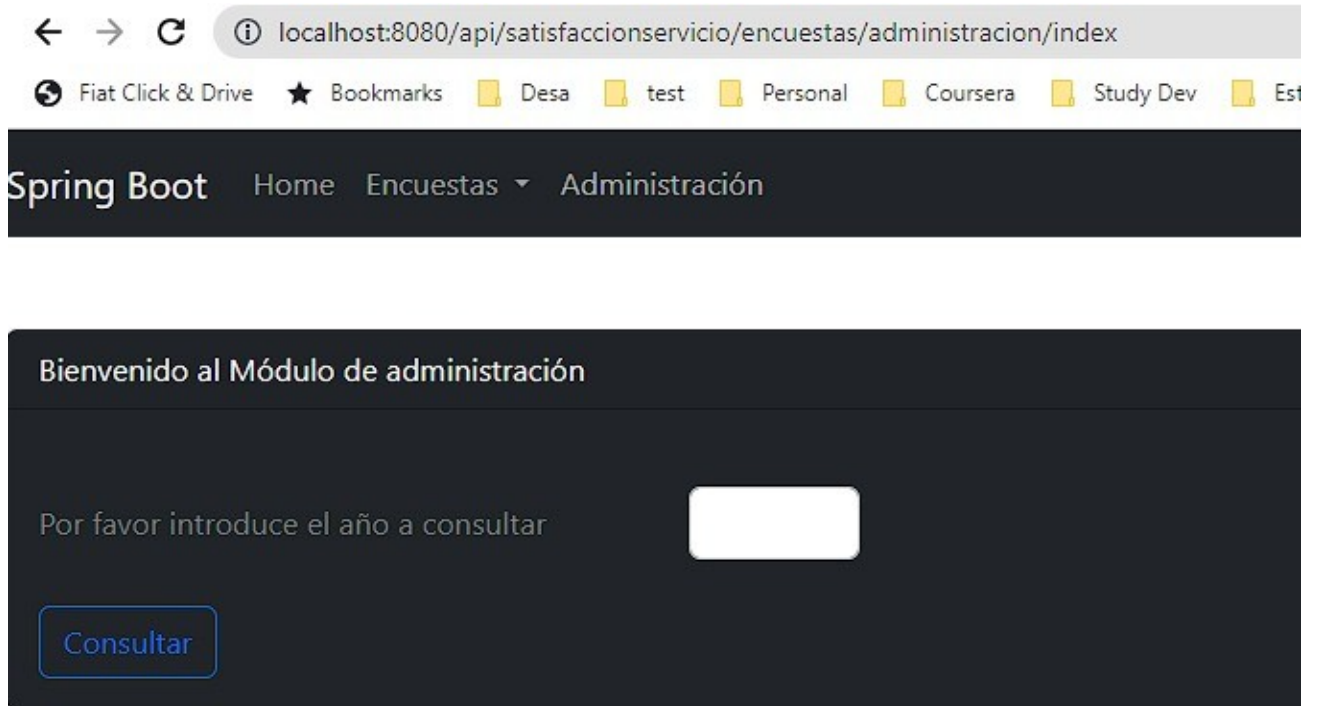 localhost:8080/api/satisfaccionservicio/encuestas/administracion/index
Fiat Click & Drive Bookmarks Desa test Personal Coursera Study Dev Est
Spring Boot Home Encuestas Administración
Bienvenido al Módulo de administración
Por favor introduce el año a consultar
Consultar